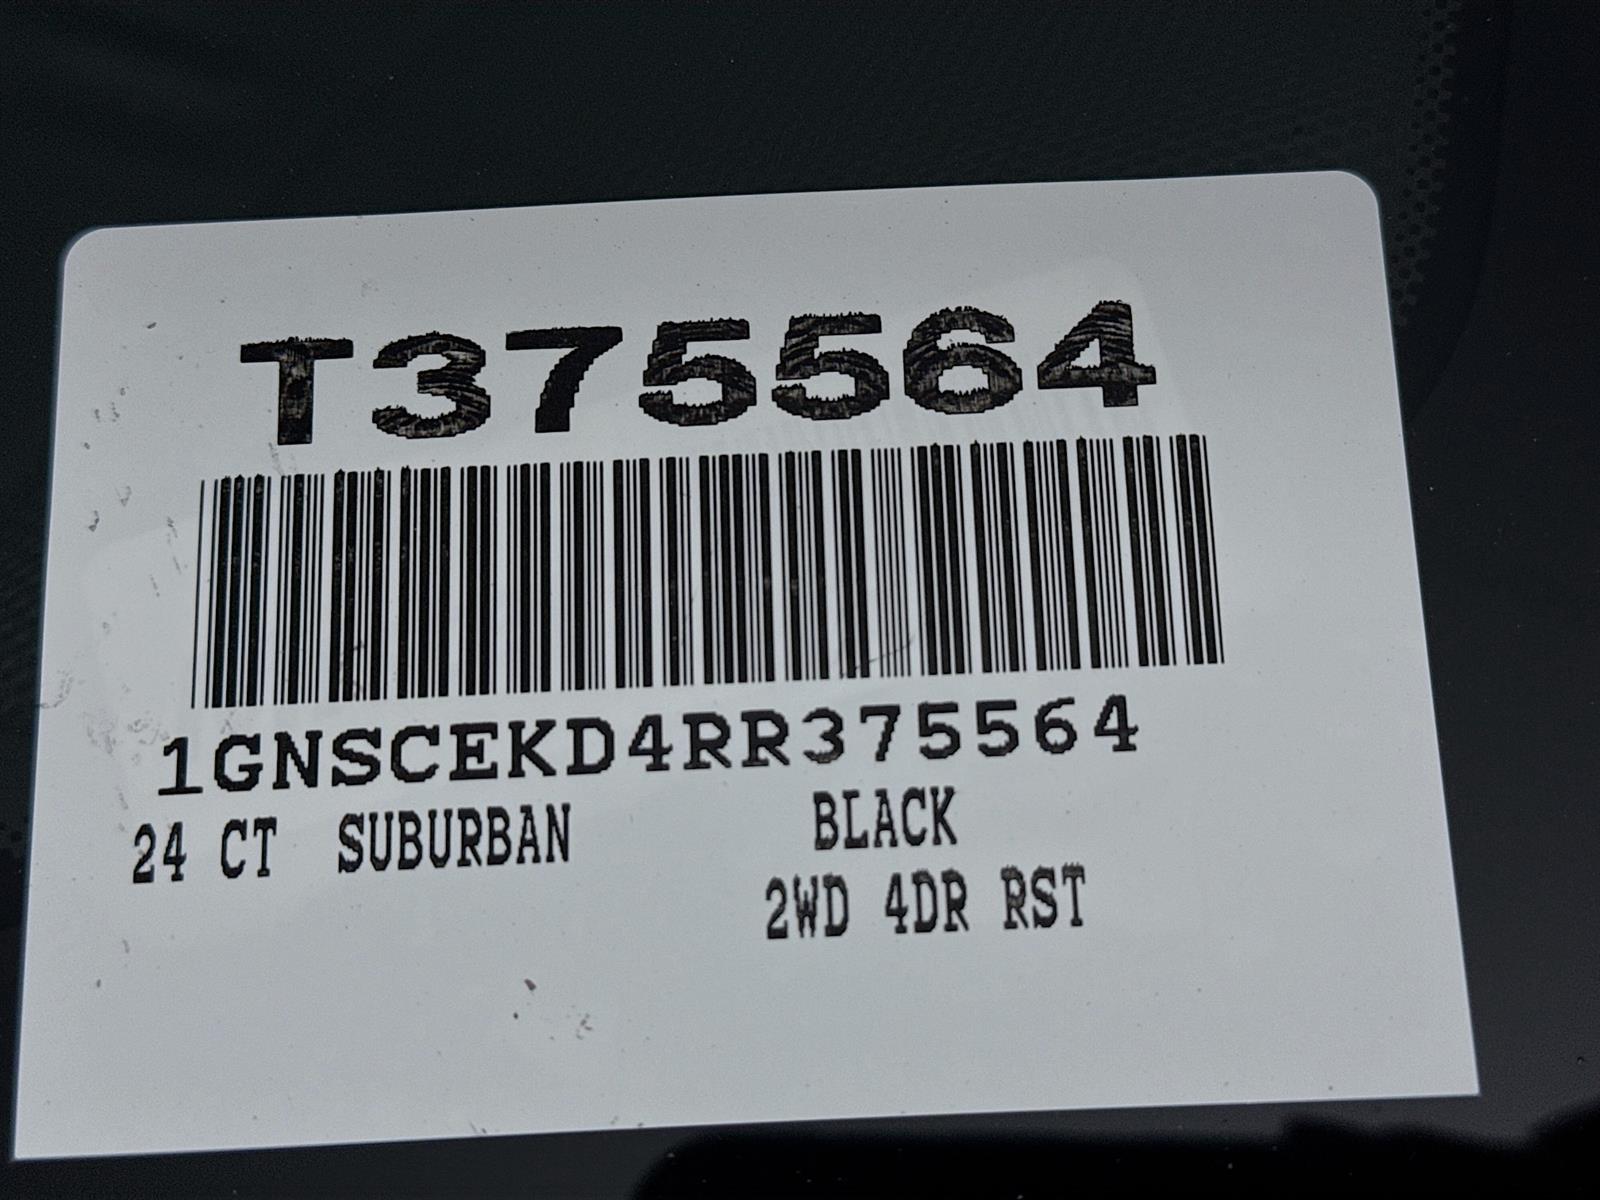 T375564
1GNSCEKD4RR375564
24 CT SUBURBAN BLACK
2WD 4DR RST